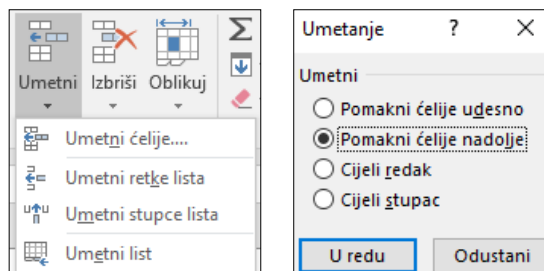 Umetni Izbriši Oblikuj
Umetni ćelije....
Umetni retke lista
Umetni stupce lista
Umetni list
Umetanje ? X
Umetni
Pomakni ćelije udesno
Pomakni ćelije nadolje
Cijeli redak
Cijeli stupac
U redu Odustani